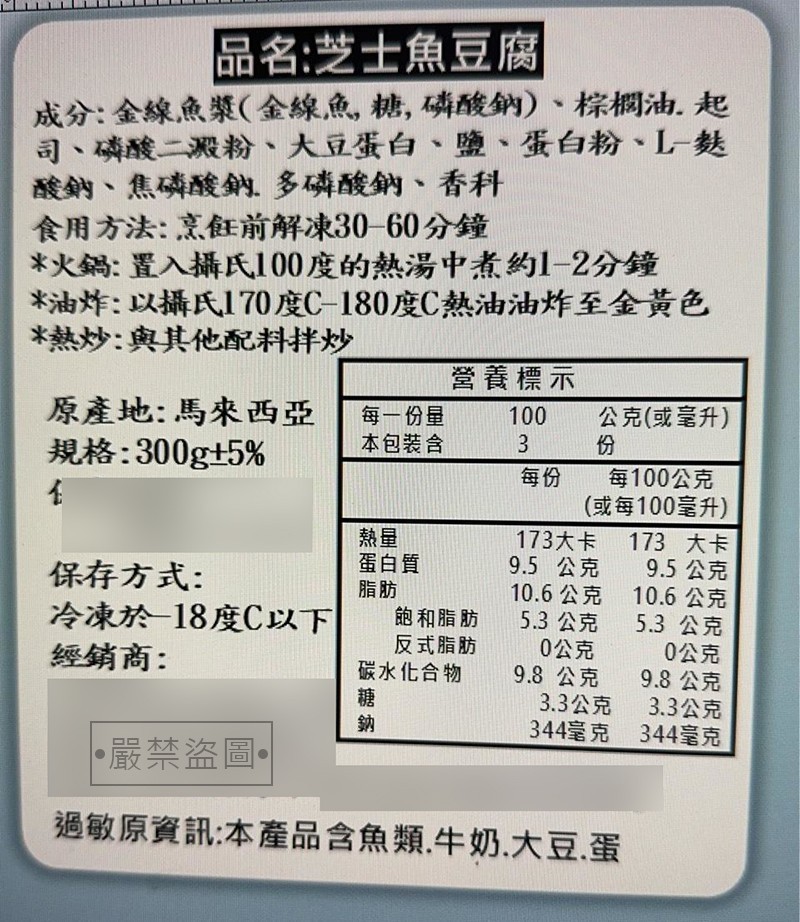 品名:芝士魚豆腐
成分: 金線魚漿(金線魚, 糖, 磷酸鈉)、棕櫚油. 起
司、磷酸二澱粉、大豆蛋白、鹽、蛋白粉、L-麩
酸鈉、焦磷酸鈉. 多磷酸鈉、香料
食用方法: 烹飪前解凍30-60分鐘
*火鍋: 置入攝氏100度的熱湯中煮約1-2分鐘
*油炸: 以攝氏170度C-180度C熱油油炸至金黃色
*熱炒: 與其他配料拌炒
原產地: 馬來西亞
規格: 300g±5%
保存方式:
冷凍於-18度C以下
經銷商:
•嚴禁盜圖•
營養標示
每一份量 100 公克(或毫升)
本包裝含 3 份
每份 每100公克
(或每100毫升)
熱量 173大卡 173 大卡
蛋白質 9.5 公克 9.5 公克
脂肪 10.6 公克 10.6 公克
飽和脂肪 5.3 公克 5.3 公克
反式脂肪 0公克 0公克
碳水化合物 9.8 公克 9.8 公克
糖 3.3公克 3.3公克
鈉 344毫克 344毫克
過敏原資訊:本產品含魚類.牛奶.大豆.蛋